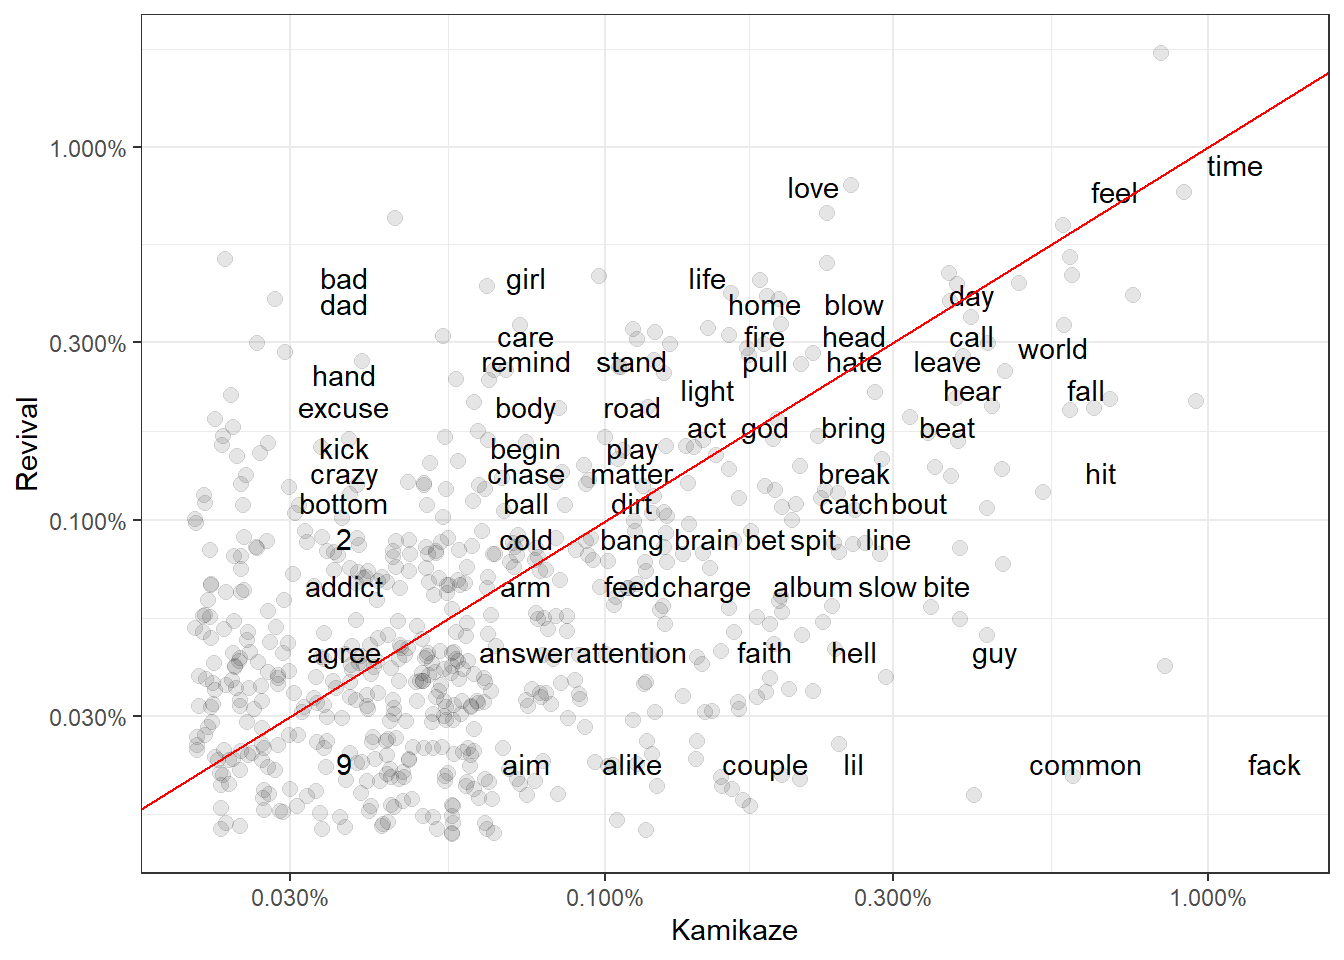 1.000%
time
love
feel
bad
girl
life
dad
home
blow
day
0.300%
care
fire
head
call
world
remind
stand
pull
hate
leave
hand
light
hear
fall
excuse
body
road
Revival
act
god
bring
beat
kick
begin
play
crazy
chase
matter
break
hit
bottom
ball
dirt
catch
bout
0.100%
2
cold
bang
brain
bet
spit
line
addict
arm
feed
charge
album
slow
bite
agree
answer
attention
faith
hell
guy
0.030%
9
aim
alike
couple
lil
common
fack
0.030%
0.100%
0.300%
1.000%
Kamikaze